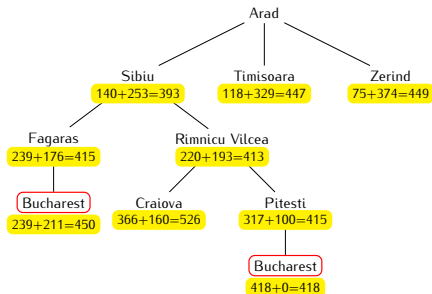 Arad
Sibiu
140+253=393
Timisoara
118+329=447
Zerind
75+374=449
Fagaras
239+176=415
Rimnicu Vilcea
220+193=413
Bucharest
239+211=450
Craiova
366+160=526
Pitesti
317+100=415
Bucharest
418+0=418